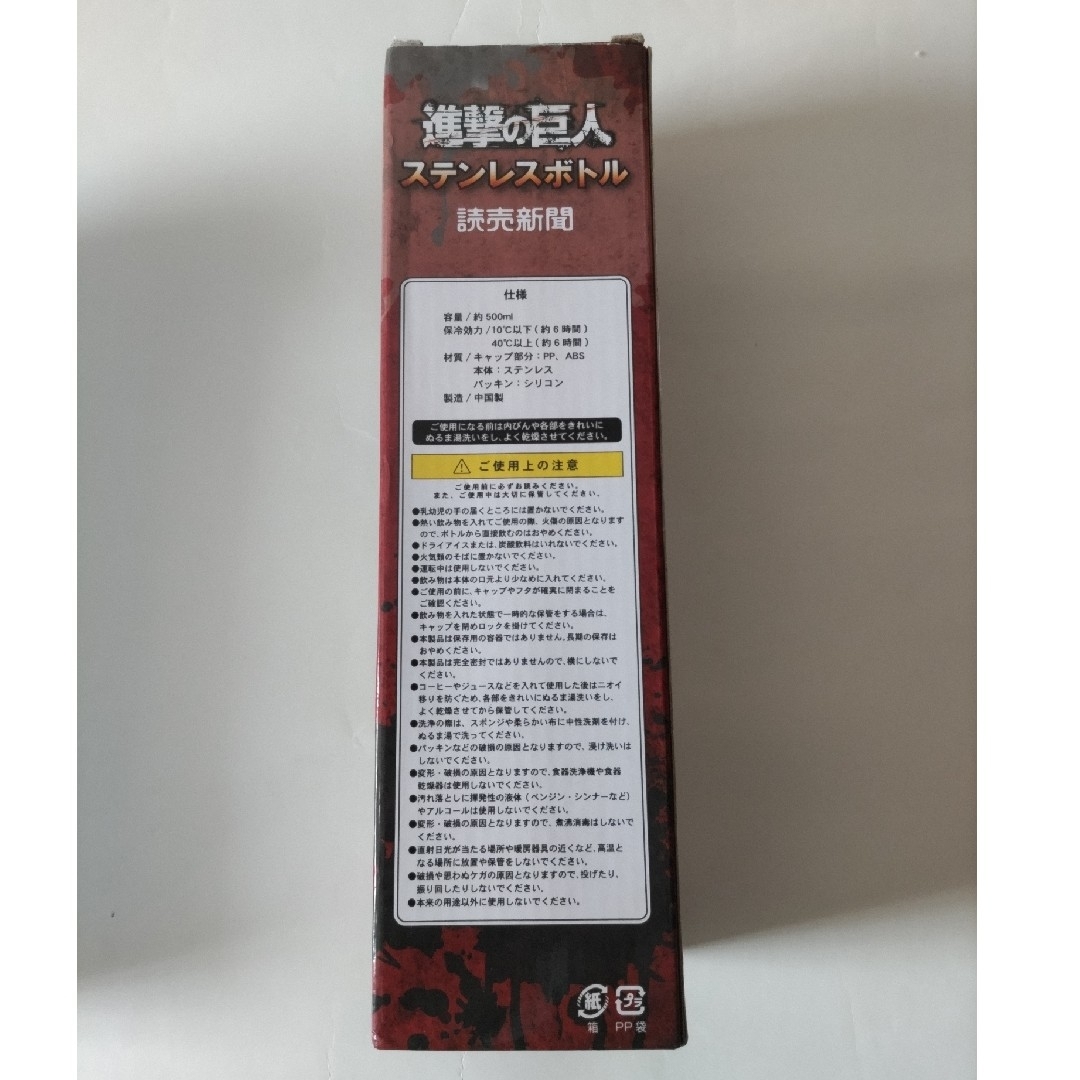 進撃の巨人
ステンレスボトル
読売新聞
仕様
容量/約500ml
保冷効力/10℃以下(約6時間)
40℃以上(約6時間)
材質/キャップ部分:PP、ABS
本体:ステンレス
パッキン:シリコン
製造/中国製
ご使用になる前は内びんや各部をきれいに
ぬるま湯洗いをし、よく乾燥させてください。
ご使用上の注意
ご使用前に必ずお読みください。
また、ご使用中は大切に保管してください。
●乳幼児の手の届くところには置かないでください。
●熱い飲み物を入れてご使用の際、火傷の原因となります
ので、ボトルから直接飲むのはおやめください。
●ドライアイスまたは、炭酸飲料はいれないでください。
●火気類のそばに置かないでください。
●運転中は使用しないでください。
●飲み物は本体の口元より少なめに入れてください。
●ご使用の前に、キャップやフタが確実に閉まることを
ご確認ください。
●飲み物を入れた状態で一時的な保管をする場合は、
キャップを閉めロックを掛けてください。
●本製品は保存用の容器ではありません。長期の保存は
おやめください。
●本製品は完全密封ではありませんので、横にしないで
ください。
●コーヒーやジュースなどを入れて使用した後はニオイ
移りを防ぐため、各部をきれいにぬるま湯洗いをし、
よく乾燥させてから保管してください。
●洗浄の際は、スポンジや柔らかい布に中性洗剤を付け、
ぬるま湯で洗ってください。
●パッキンなどの破損の原因となりますので、浸け洗いは
しないでください。
●変形・破損の原因となりますので、食器洗浄機や食器
乾燥器は使用しないでください。
●汚れ落としに揮発性の液体(ベンジン・シンナーなど)
やアルコールは使用しないでください。
●変形・破損の原因となりますので、煮沸消毒はしないで
ください。
●直射日光が当たる場所や暖房器具の近くなど、高温と
なる場所に放置や保管をしないでください。
●破損や思わぬケガの原因となりますので、投げたり、
振り回したりしないでください。
●本来の用途以外に使用しないでください。
紙 プラ
箱 PP袋